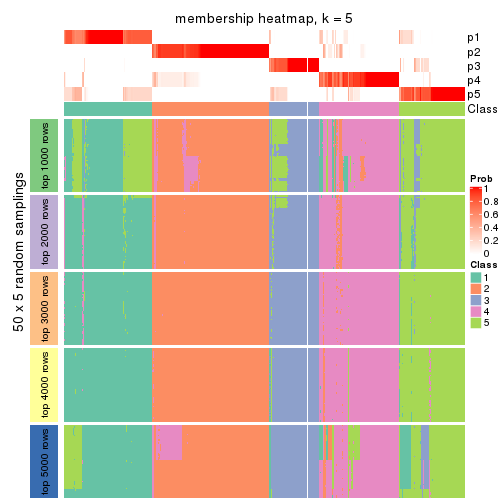 membership heatmap, k = 5
p1
p2
p3
p4
p5
Class
50 x 5 random samplings
top 1000 rows
top 2000 rows
top 3000 rows
top 4000 rows
top 5000 rows
Prob
1
0.8
0.6
0.4
0.2
0
Class
1
2
3
4
5